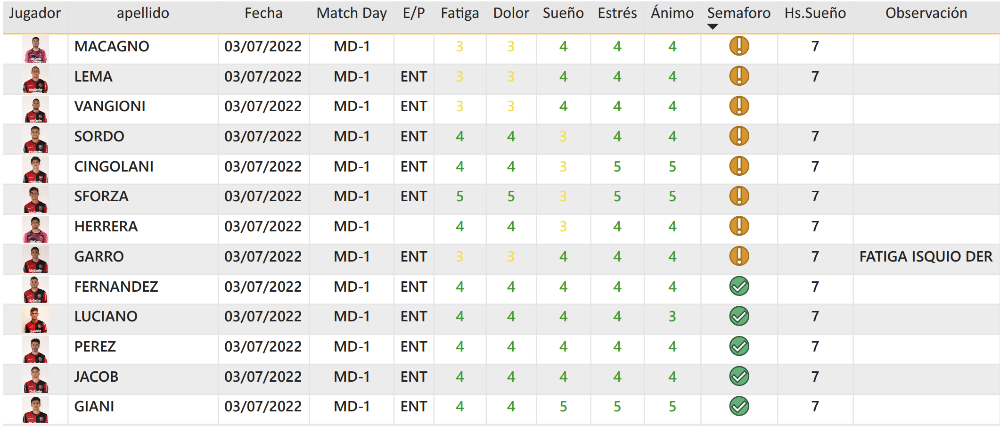 Jugador apellido Fecha Match Day E/P Fatiga Dolor Sueño Estrés Ánimo Semaforo Hs.Sueño Observación
MACAGNO 03/07/2022 MD-1 3 3 4 4 4 7
LEMA 03/07/2022 MD-1 ENT 3 3 4 4 4 7
VANGIONI 03/07/2022 MD-1 ENT 3 3 4 4 4
SORDO 03/07/2022 MD-1 ENT 4 4 3 4 4 7
CINGOLANI 03/07/2022 MD-1 ENT 4 4 3 5 5 7
SFORZA 03/07/2022 MD-1 ENT 5 5 3 5 5 7
HERRERA 03/07/2022 MD-1 4 4 3 4 4 7
GARRO 03/07/2022 MD-1 ENT 3 3 4 4 4 7 FATIGA ISQUIO DER
FERNANDEZ 03/07/2022 MD-1 ENT 4 4 4 4 4 7
LUCIANO 03/07/2022 MD-1 ENT 4 4 4 4 3 7
PEREZ 03/07/2022 MD-1 ENT 4 4 4 4 4 7
JACOB 03/07/2022 MD-1 ENT 4 4 4 4 4 7
GIANI 03/07/2022 MD-1 ENT 4 4 5 5 5 7